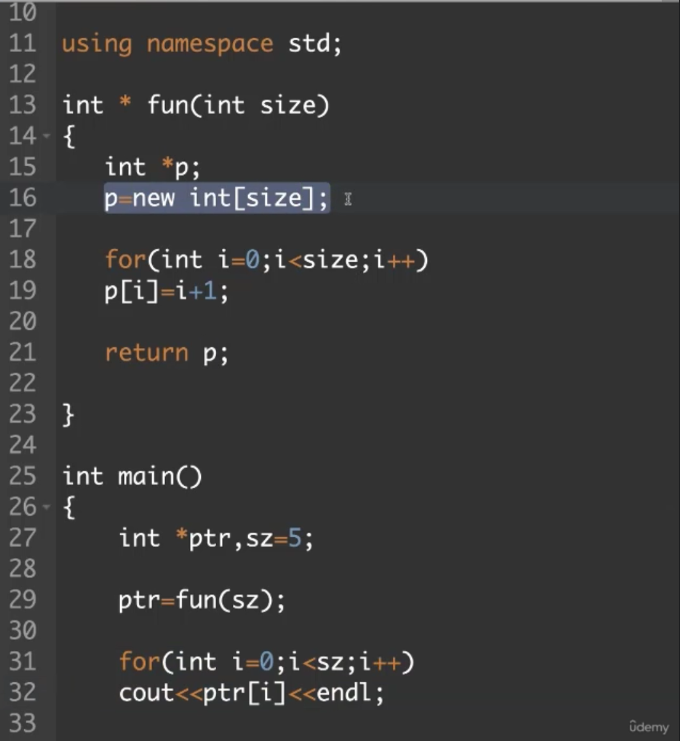 10
11 using namespace std;
12
13 int * fun(int size)
14 {
15    int *p;
16    p=new int[size];
17
18    for(int i=0;i<size;i++)
19    p[i]=i+1;
20
21    return p;
22
23 }
24
25 int main()
26 {
27     int *ptr,sz=5;
28
29     ptr=fun(sz);
30
31     for(int i=0;i<sz;i++)
32     cout<<ptr[i]<<endl;
33
ûdemy